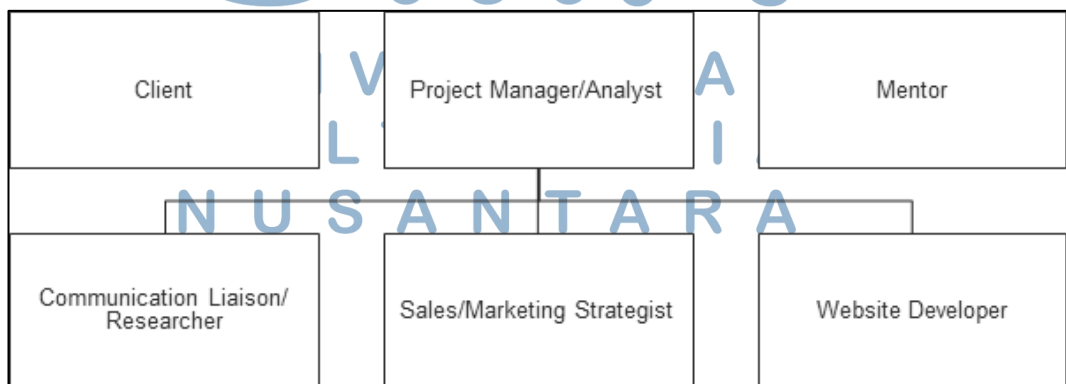 Client
Project Manager/Analyst
Mentor
NUSANTARA
Communication Liaison/
Researcher
Sales/Marketing Strategist
Website Developer